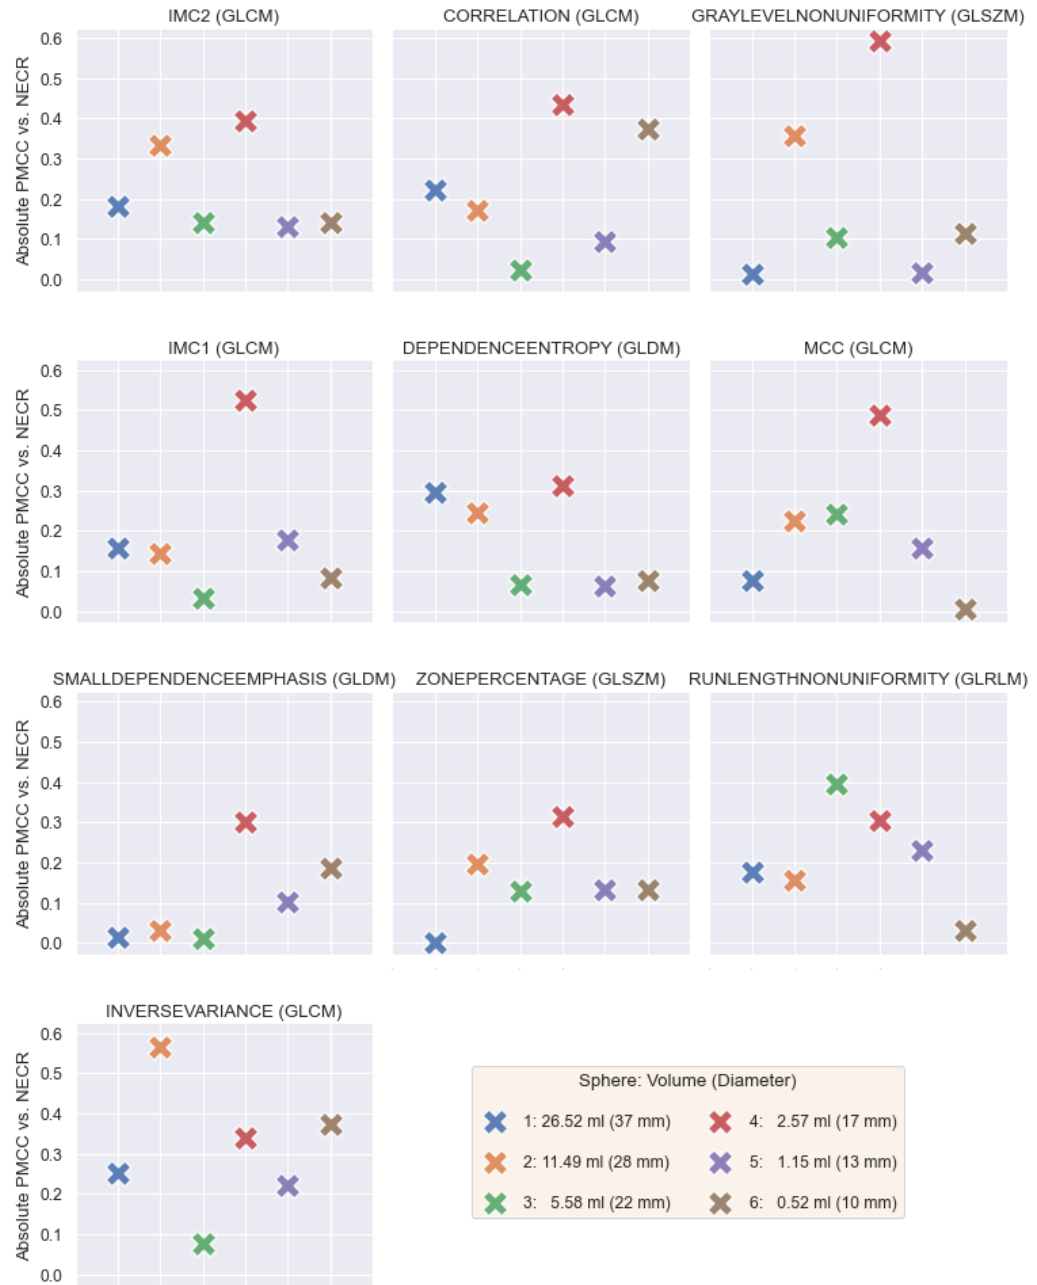 IMC2 (GLCM)
CORRELATION (GLCM)
GRAYLEVELNONUNIFORMITY (GLSZM)
Absolute PMCC vs. NECR
0.6
0.5
0.4
0.3
0.2
0.1
0.0
IMC1 (GLCM)
DEPENDENCEENTROPY (GLDM)
MCC (GLCM)
Absolute PMCC vs. NECR
0.6
0.5
0.4
0.3
0.2
0.1
0.0
SMALLDEPENDENCEEMPHASIS (GLDM)
ZONEPERCENTAGE (GLSZM)
RUNLENGTHNONUNIFORMITY (GLRLM)
Absolute PMCC vs. NECR
0.6
0.5
0.4
0.3
0.2
0.1
0.0
INVERSEVARIANCE (GLCM)
Absolute PMCC vs. NECR
0.6
0.5
0.4
0.3
0.2
0.1
0.0
Sphere: Volume (Diameter)
1: 26.52 ml (37 mm)
2: 11.49 ml (28 mm)
3: 5.58 ml (22 mm)
4: 2.57 ml (17 mm)
5: 1.15 ml (13 mm)
6: 0.52 ml (10 mm)